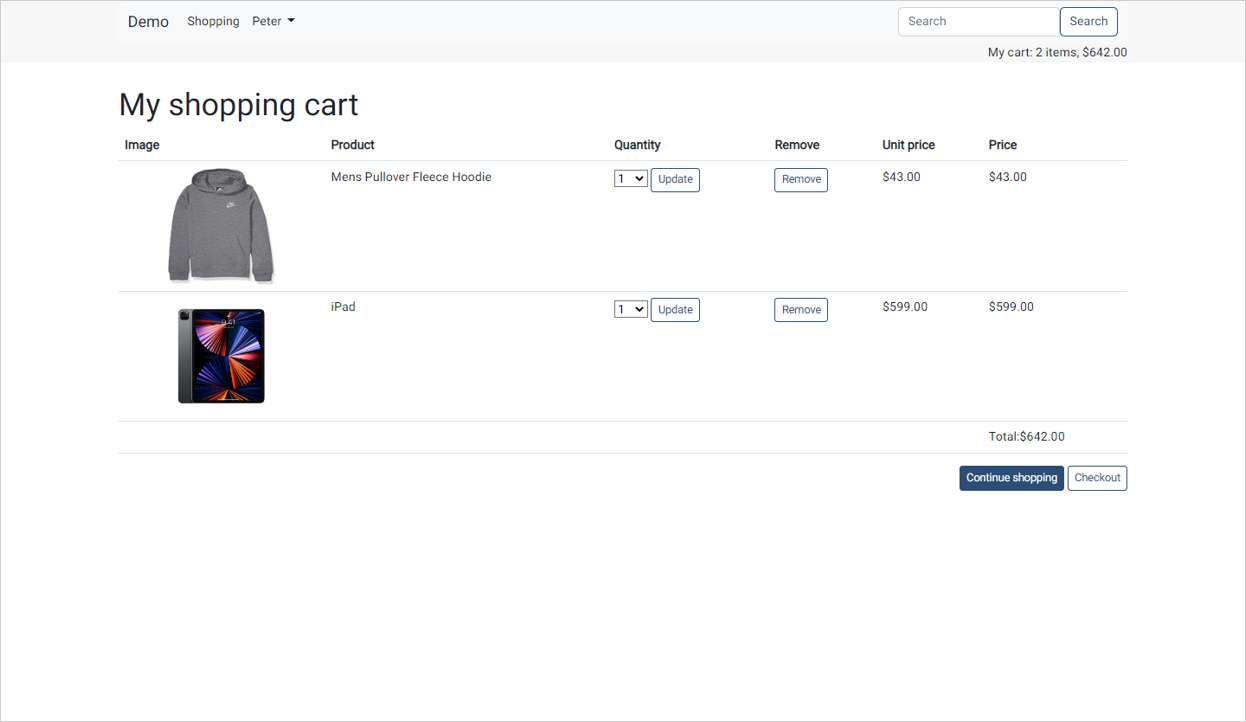 Demo Shopping Peter Search Search
My cart: 2 items, $642.00
My shopping cart
Image Product Quantity Remove Unit price Price
Mens Pullover Fleece Hoodie 1 Update Remove $43.00 $43.00
iPad 1 Update Remove $599.00 $599.00
9:41
Total:$642.00
Continue shopping Checkout